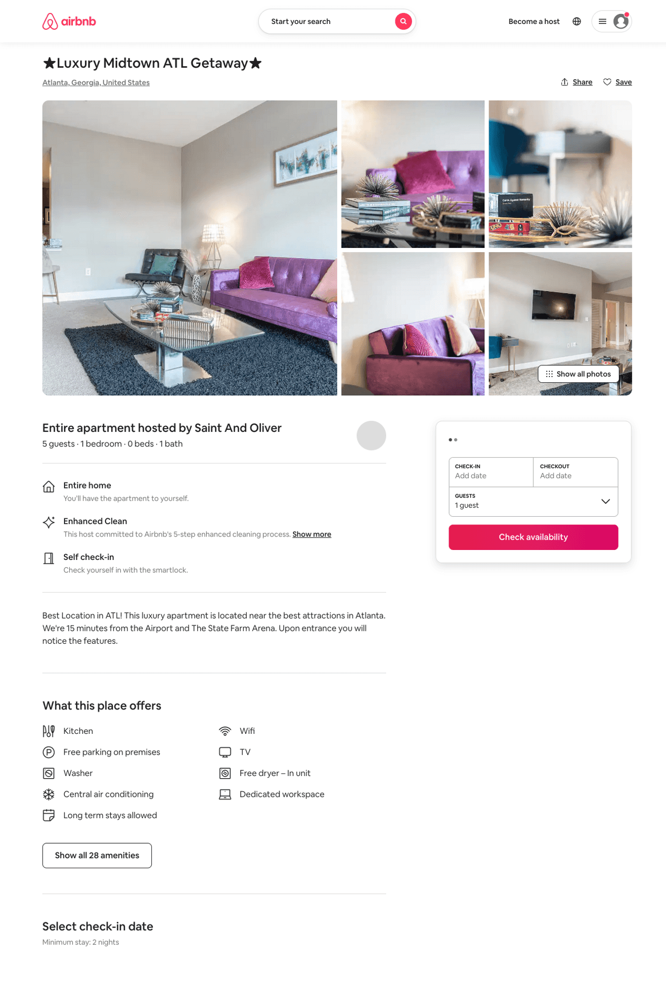 airbnb
Start your search
Become a host
★Luxury Midtown ATL Getaway★
Atlanta, Georgia, United States
Share
Save
Cards Against Humanity
UNO
Show all photos
Entire apartment hosted by Saint And Oliver
5 guests · 1 bedroom · 0 beds · 1 bath
CHECK-IN
Add date
CHECKOUT
Add date
GUESTS
1 guest
Check availability
Entire home
You'll have the apartment to yourself.
Enhanced Clean
This host committed to Airbnb's 5-step enhanced cleaning process. Show more
Self check-in
Check yourself in with the smartlock.
Best Location in ATL! This luxury apartment is located near the best attractions in Atlanta.
We're 15 minutes from the Airport and The State Farm Arena. Upon entrance you will
notice the features.
What this place offers
Kitchen
Wifi
Free parking on premises
TV
Washer
Free dryer – In unit
Central air conditioning
Dedicated workspace
Long term stays allowed
Show all 28 amenities
Select check-in date
Minimum stay: 2 nights